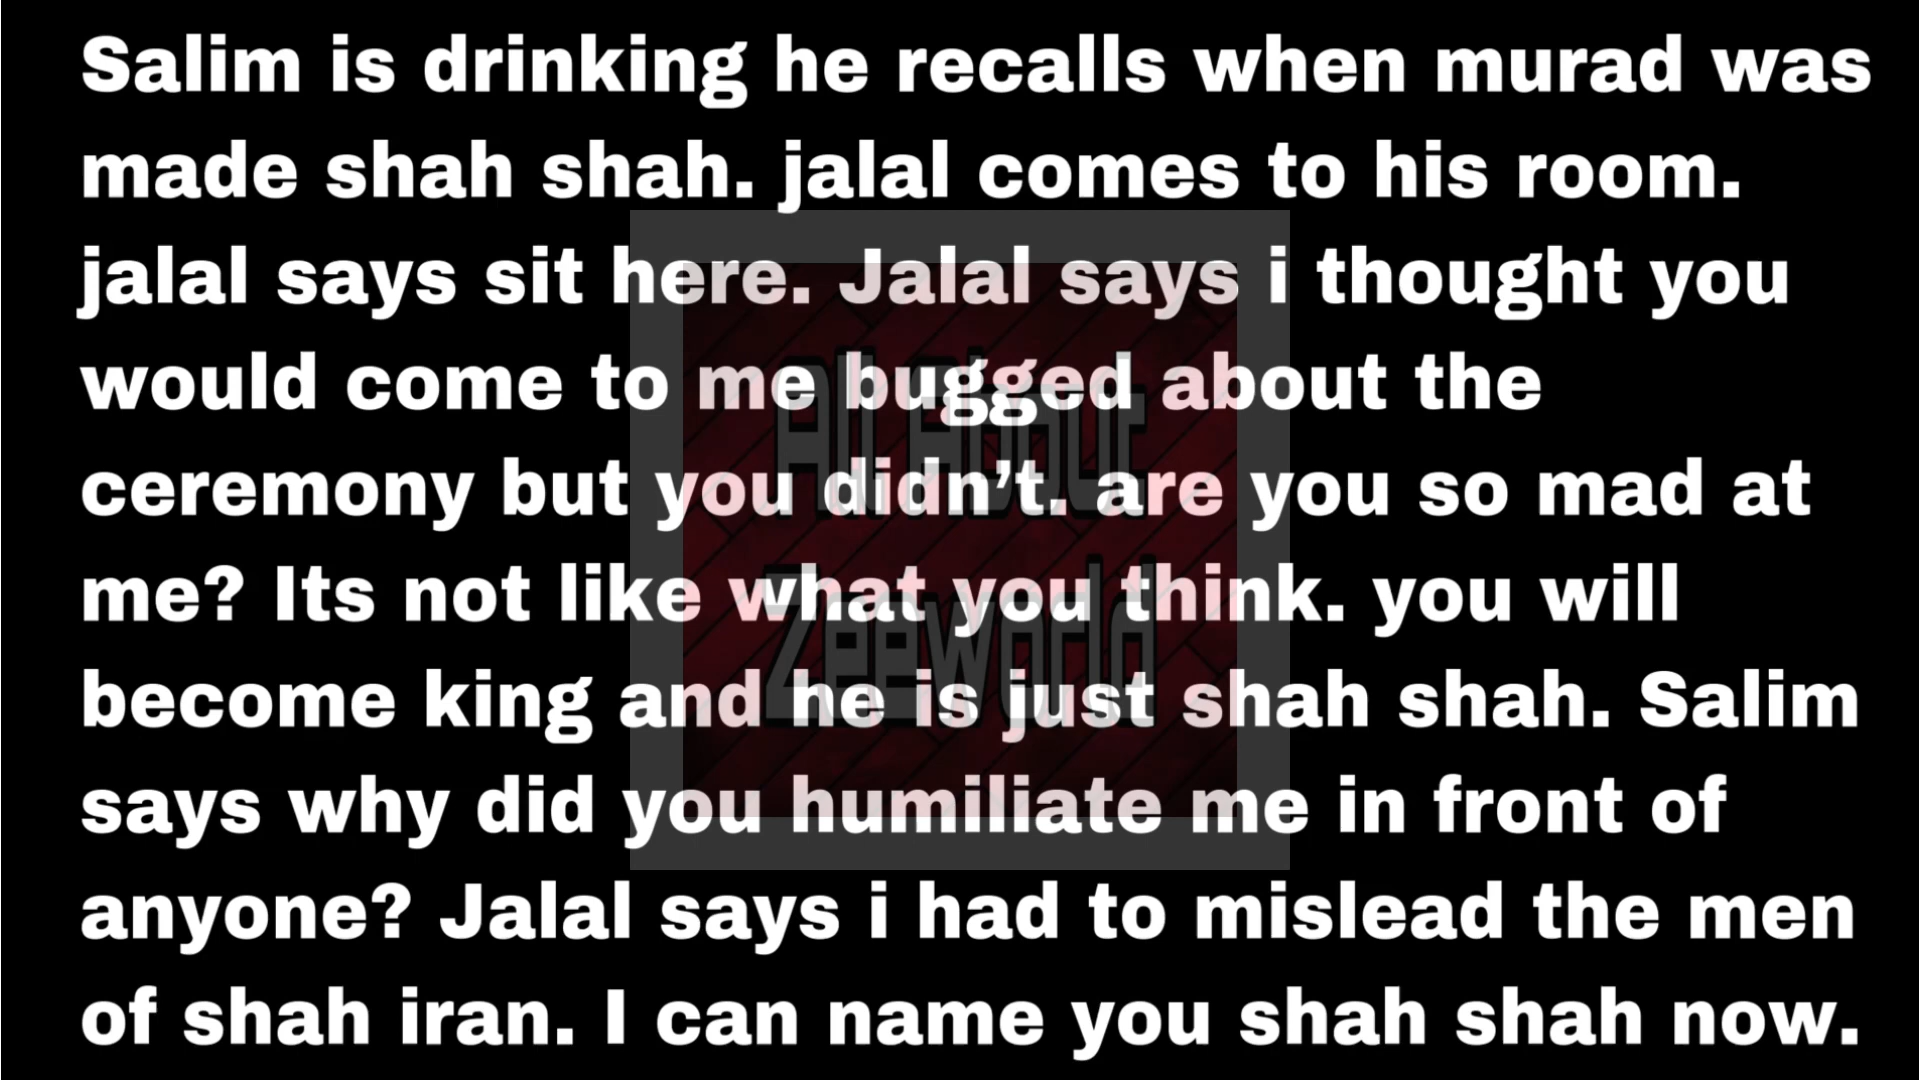 Salim is drinking he recalls when murad was
made shah shah. jalal comes to his room.
jalal says sit here. Jalal says i thought you
would come to me bugged about the
ceremony but you didn’t. are you so mad at
me? Its not like what you think. you will
become king and he is just shah shah. Salim
says why did you humiliate me in front of
anyone? Jalal says i had to mislead the men
of shah iran. I can name you shah shah now.
All About
Zeeworld